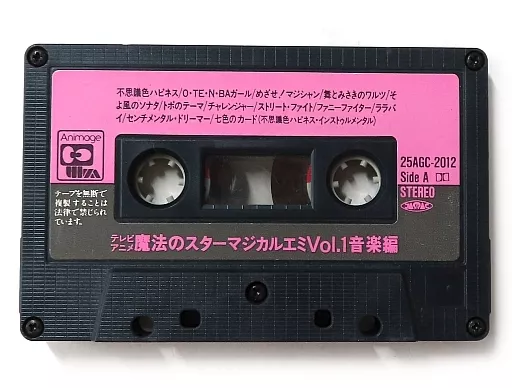 不思議色ハピネス/O・TE・N・BAガール/めざせ!マジシャン/舞とみさきのワルツ/そ
よ風のソナタ/トポのテーマ/チャレンジャー/ストリート・ファイト/ファニーファイター/ララバ
イ/センチメンタル・ドリーマー/七色のカード(不思議色ハピネス・インストゥルメンタル)
Animage
テープを無断で
複製することは
法律で禁じられ
ています。
25AGC-2012
Side A
STEREO
テレビ
アニメ
魔法のスターマジカルエミVol.1音楽編